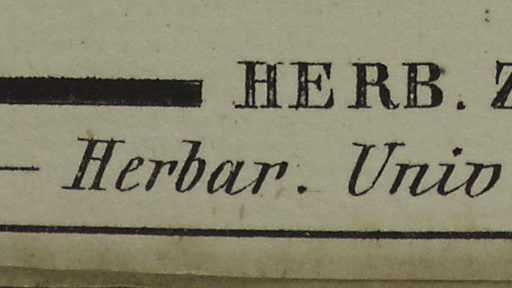 HERB. Z
— Herbar. Univ